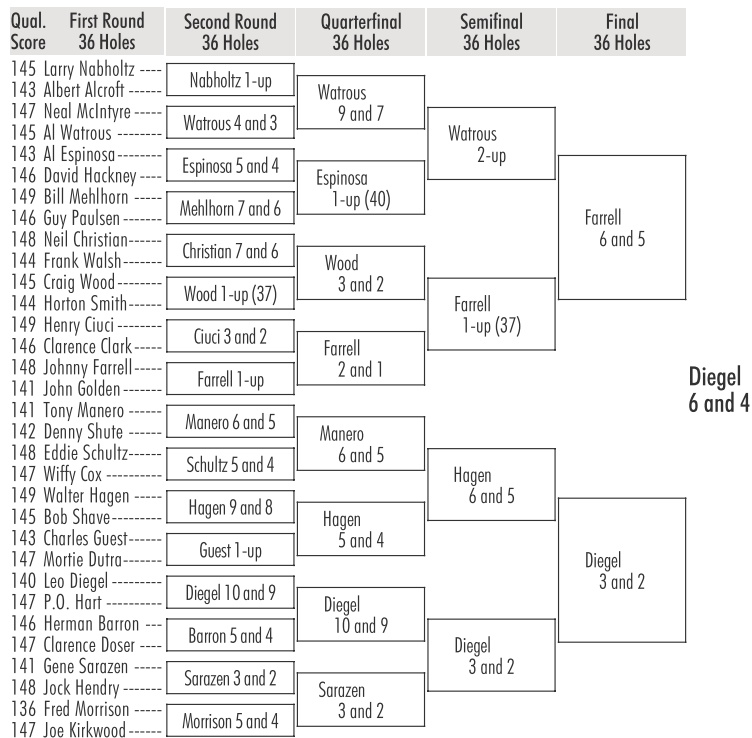 Qual. First Round Second Round Quarterfinal Semifinal Final
Score 36 Holes 36 Holes 36 Holes 36 Holes 36 Holes
145 Larry Nabholtz ----
143 Albert Alcroft ----
Nabholtz 1-up
147 Neal McIntyre ----
145 Al Watrous --------
Watrous 4 and 3
Watrous
9 and 7
143 Al Espinosa--------
146 David Hackney----
Espinosa 5 and 4
149 Bill Mehlhorn -----
146 Guy Paulsen------
Mehlhorn 7 and 6
Espinosa
1-up (40)
Watrous
2-up
148 Neil Christian-----
144 Frank Walsh------
Christian 7 and 6
145 Craig Wood-------
144 Horton Smith-----
Wood 1-up (37)
Wood
3 and 2
149 Henry Ciuci -------
146 Clarence Clark-----
Ciuci 3 and 2
148 Johnny Farrell-----
141 John Golden-------
Farrell 1-up
Farrell
2 and 1
Farrell
1-up (37)
Farrell
6 and 5
141 Tony Manero -----
142 Denny Shute ------
Manero 6 and 5
148 Eddie Schultz------
147 Wiffy Cox ----------
Schultz 5 and 4
Manero
6 and 5
149 Walter Hagen -----
145 Bob Shave--------
Hagen 9 and 8
143 Charles Guest-----
147 Mortie Dutra------
Guest 1-up
Hagen
5 and 4
Hagen
6 and 5
140 Leo Diegel ---------
147 P.O. Hart ----------
Diegel 10 and 9
146 Herman Barron ---
147 Clarence Doser ----
Barron 5 and 4
Diegel
10 and 9
141 Gene Sarazen ----
148 Jock Hendry-------
Sarazen 3 and 2
136 Fred Morrison -----
147 Joe Kirkwood------
Morrison 5 and 4
Sarazen
3 and 2
Diegel
3 and 2
Diegel
3 and 2
Diegel
6 and 4